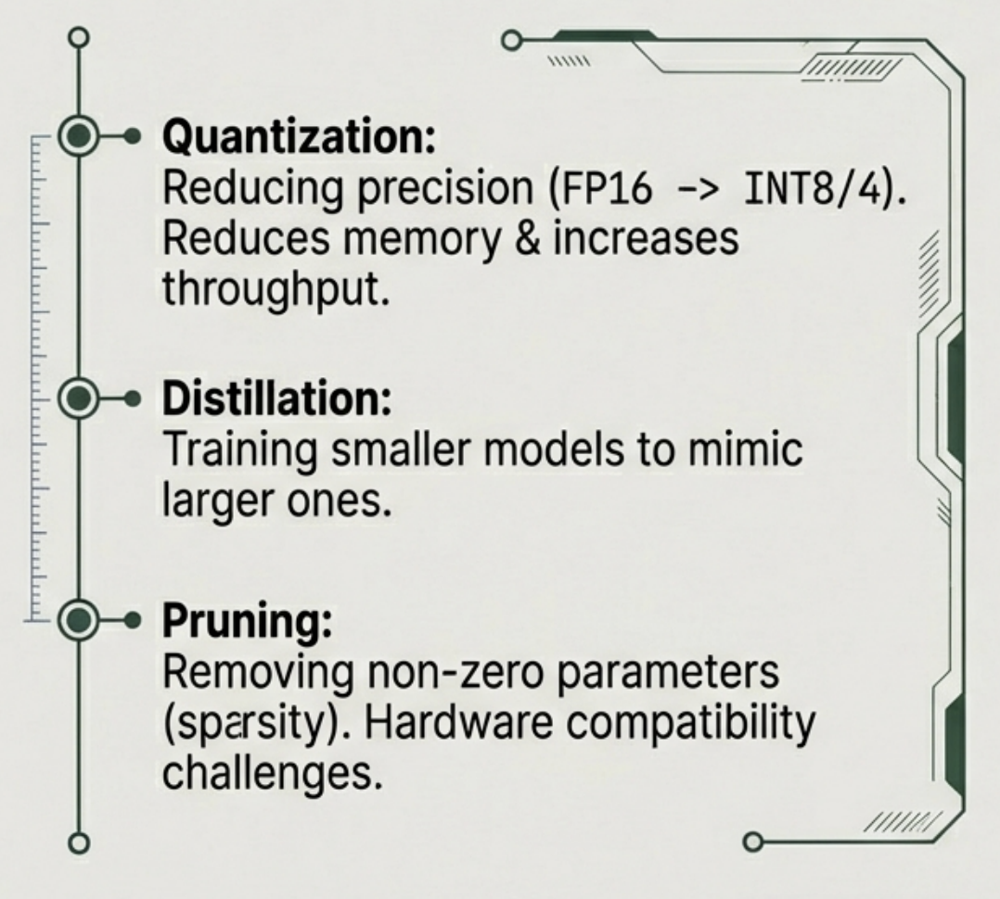 Quantization:
Reducing precision (FP16 -> INT8/4).
Reduces memory & increases
throughput.
Distillation:
Training smaller models to mimic
larger ones.
Pruning:
Removing non-zero parameters
(sparsity). Hardware compatibility
challenges.